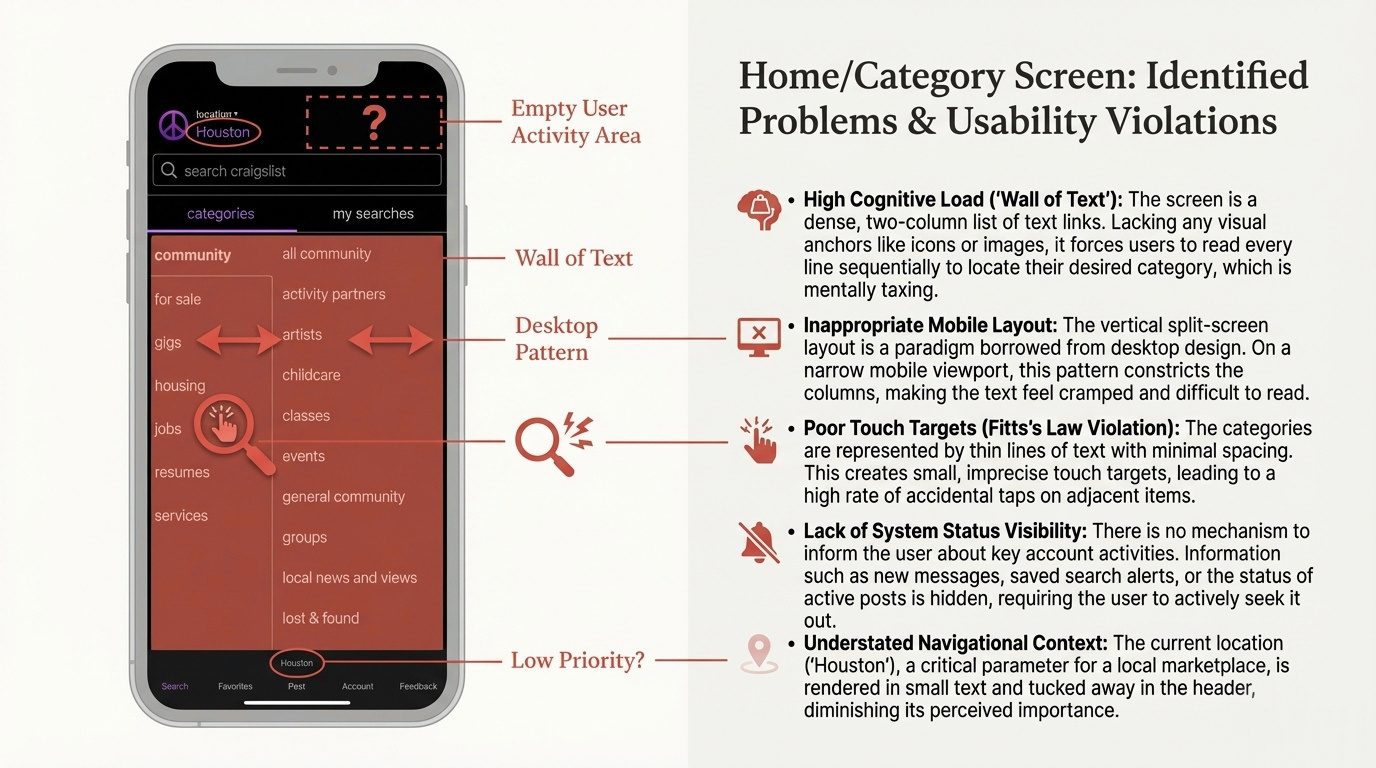 location ▾
Houston
?
search craigslist
categories
my searches
community
for sale
gigs
housing
jobs
resumes
services
all community
activity partners
artists
childcare
classes
events
general community
groups
local news and views
lost & found
Houston
Search
Favorites
Pest
Account
Feedback
Empty User
Activity Area
Wall of Text
Desktop
Pattern
Low Priority?
Home/Category Screen: Identified
Problems & Usability Violations
• High Cognitive Load (‘Wall of Text’): The screen is a
dense, two-column list of text links. Lacking any visual
anchors like icons or images, it forces users to read every
line sequentially to locate their desired category, which is
mentally taxing.
• Inappropriate Mobile Layout: The vertical split-screen
layout is a paradigm borrowed from desktop design. On a
narrow mobile viewport, this pattern constricts the
columns, making the text feel cramped and difficult to read.
• Poor Touch Targets (Fitts’s Law Violation): The categories
are represented by thin lines of text with minimal spacing.
This creates small, imprecise touch targets, leading to a
high rate of accidental taps on adjacent items.
• Lack of System Status Visibility: There is no mechanism to
inform the user about key account activities. Information
such as new messages, saved search alerts, or the status of
active posts is hidden, requiring the user to actively seek it
out.
• Understated Navigational Context: The current location
(‘Houston’), a critical parameter for a local marketplace, is
rendered in small text and tucked away in the header,
diminishing its perceived importance.